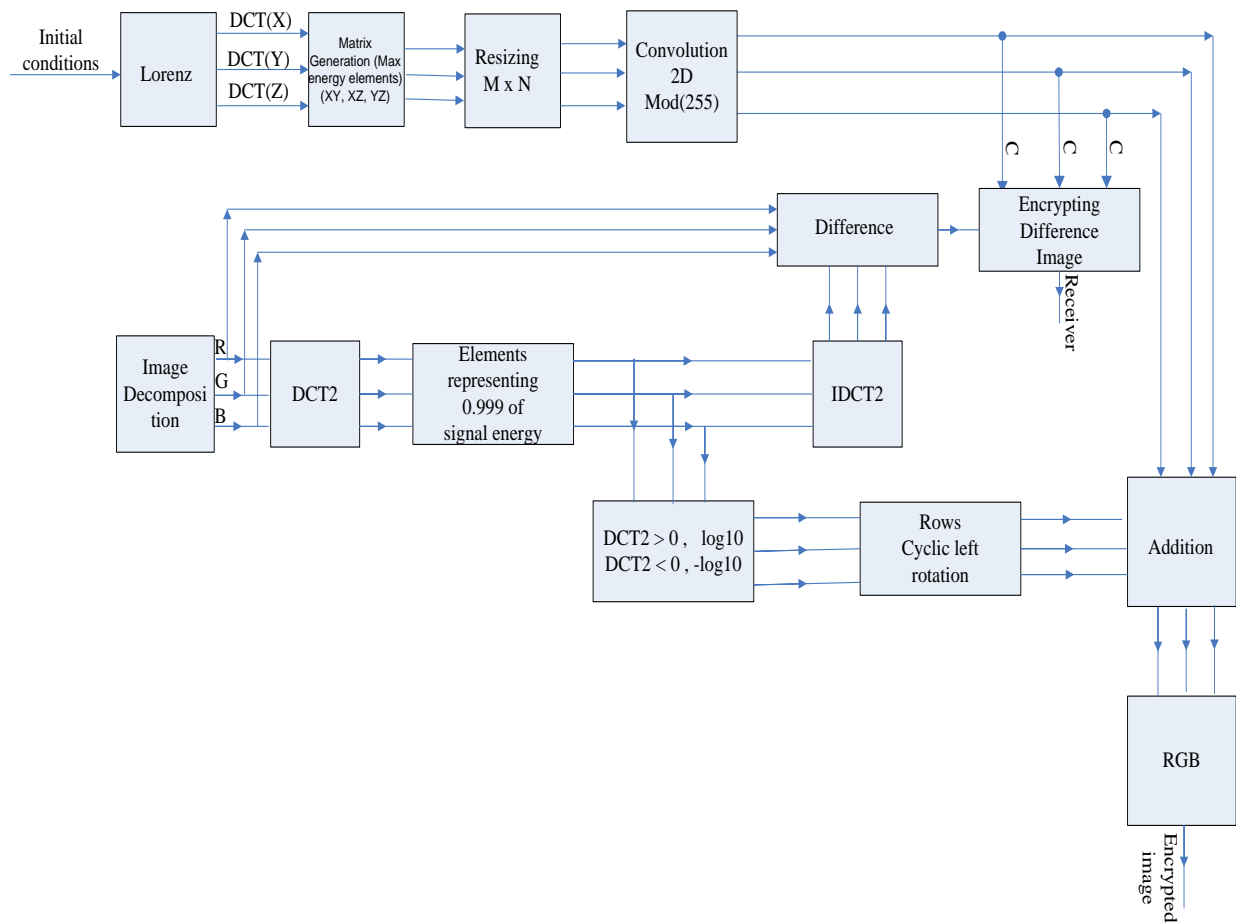 Initial
conditions
Lorenz
DCT(X)
DCT(Y)
DCT(Z)
Matrix
Generation (Max
energy elements)
(XY, XZ, YZ)
Resizing
M x N
Convolution
2D
Mod(255)
C
C
C
Difference
Encrypting
Difference
Image
Receiver
Image
Decomposi
tion
R
G
B
DCT2
Elements
representing
0.999 of
signal energy
IDCT2
DCT2 > 0 , log10
DCT2 < 0 , -log10
Rows
Cyclic left
rotation
Addition
RGB
Encrypted
image